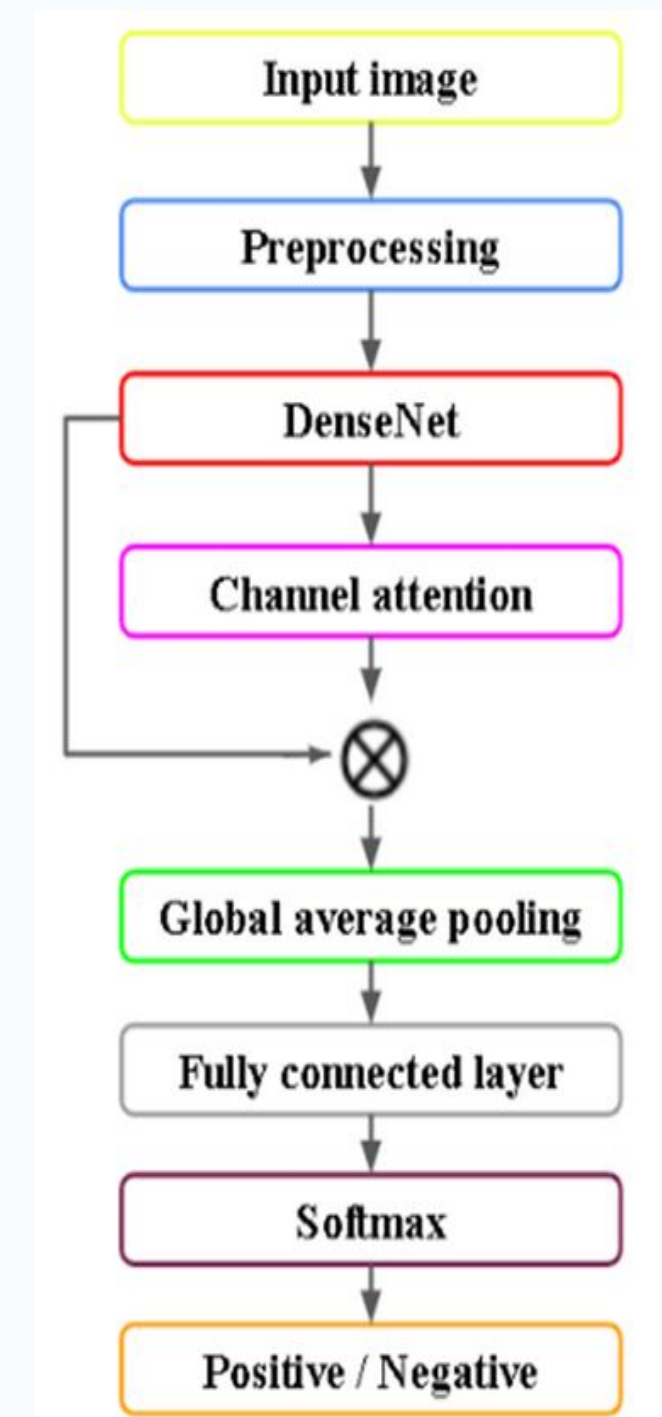 Input image
Preprocessing
DenseNet
Channel attention
Global average pooling
Fully connected layer
Softmax
Positive / Negative